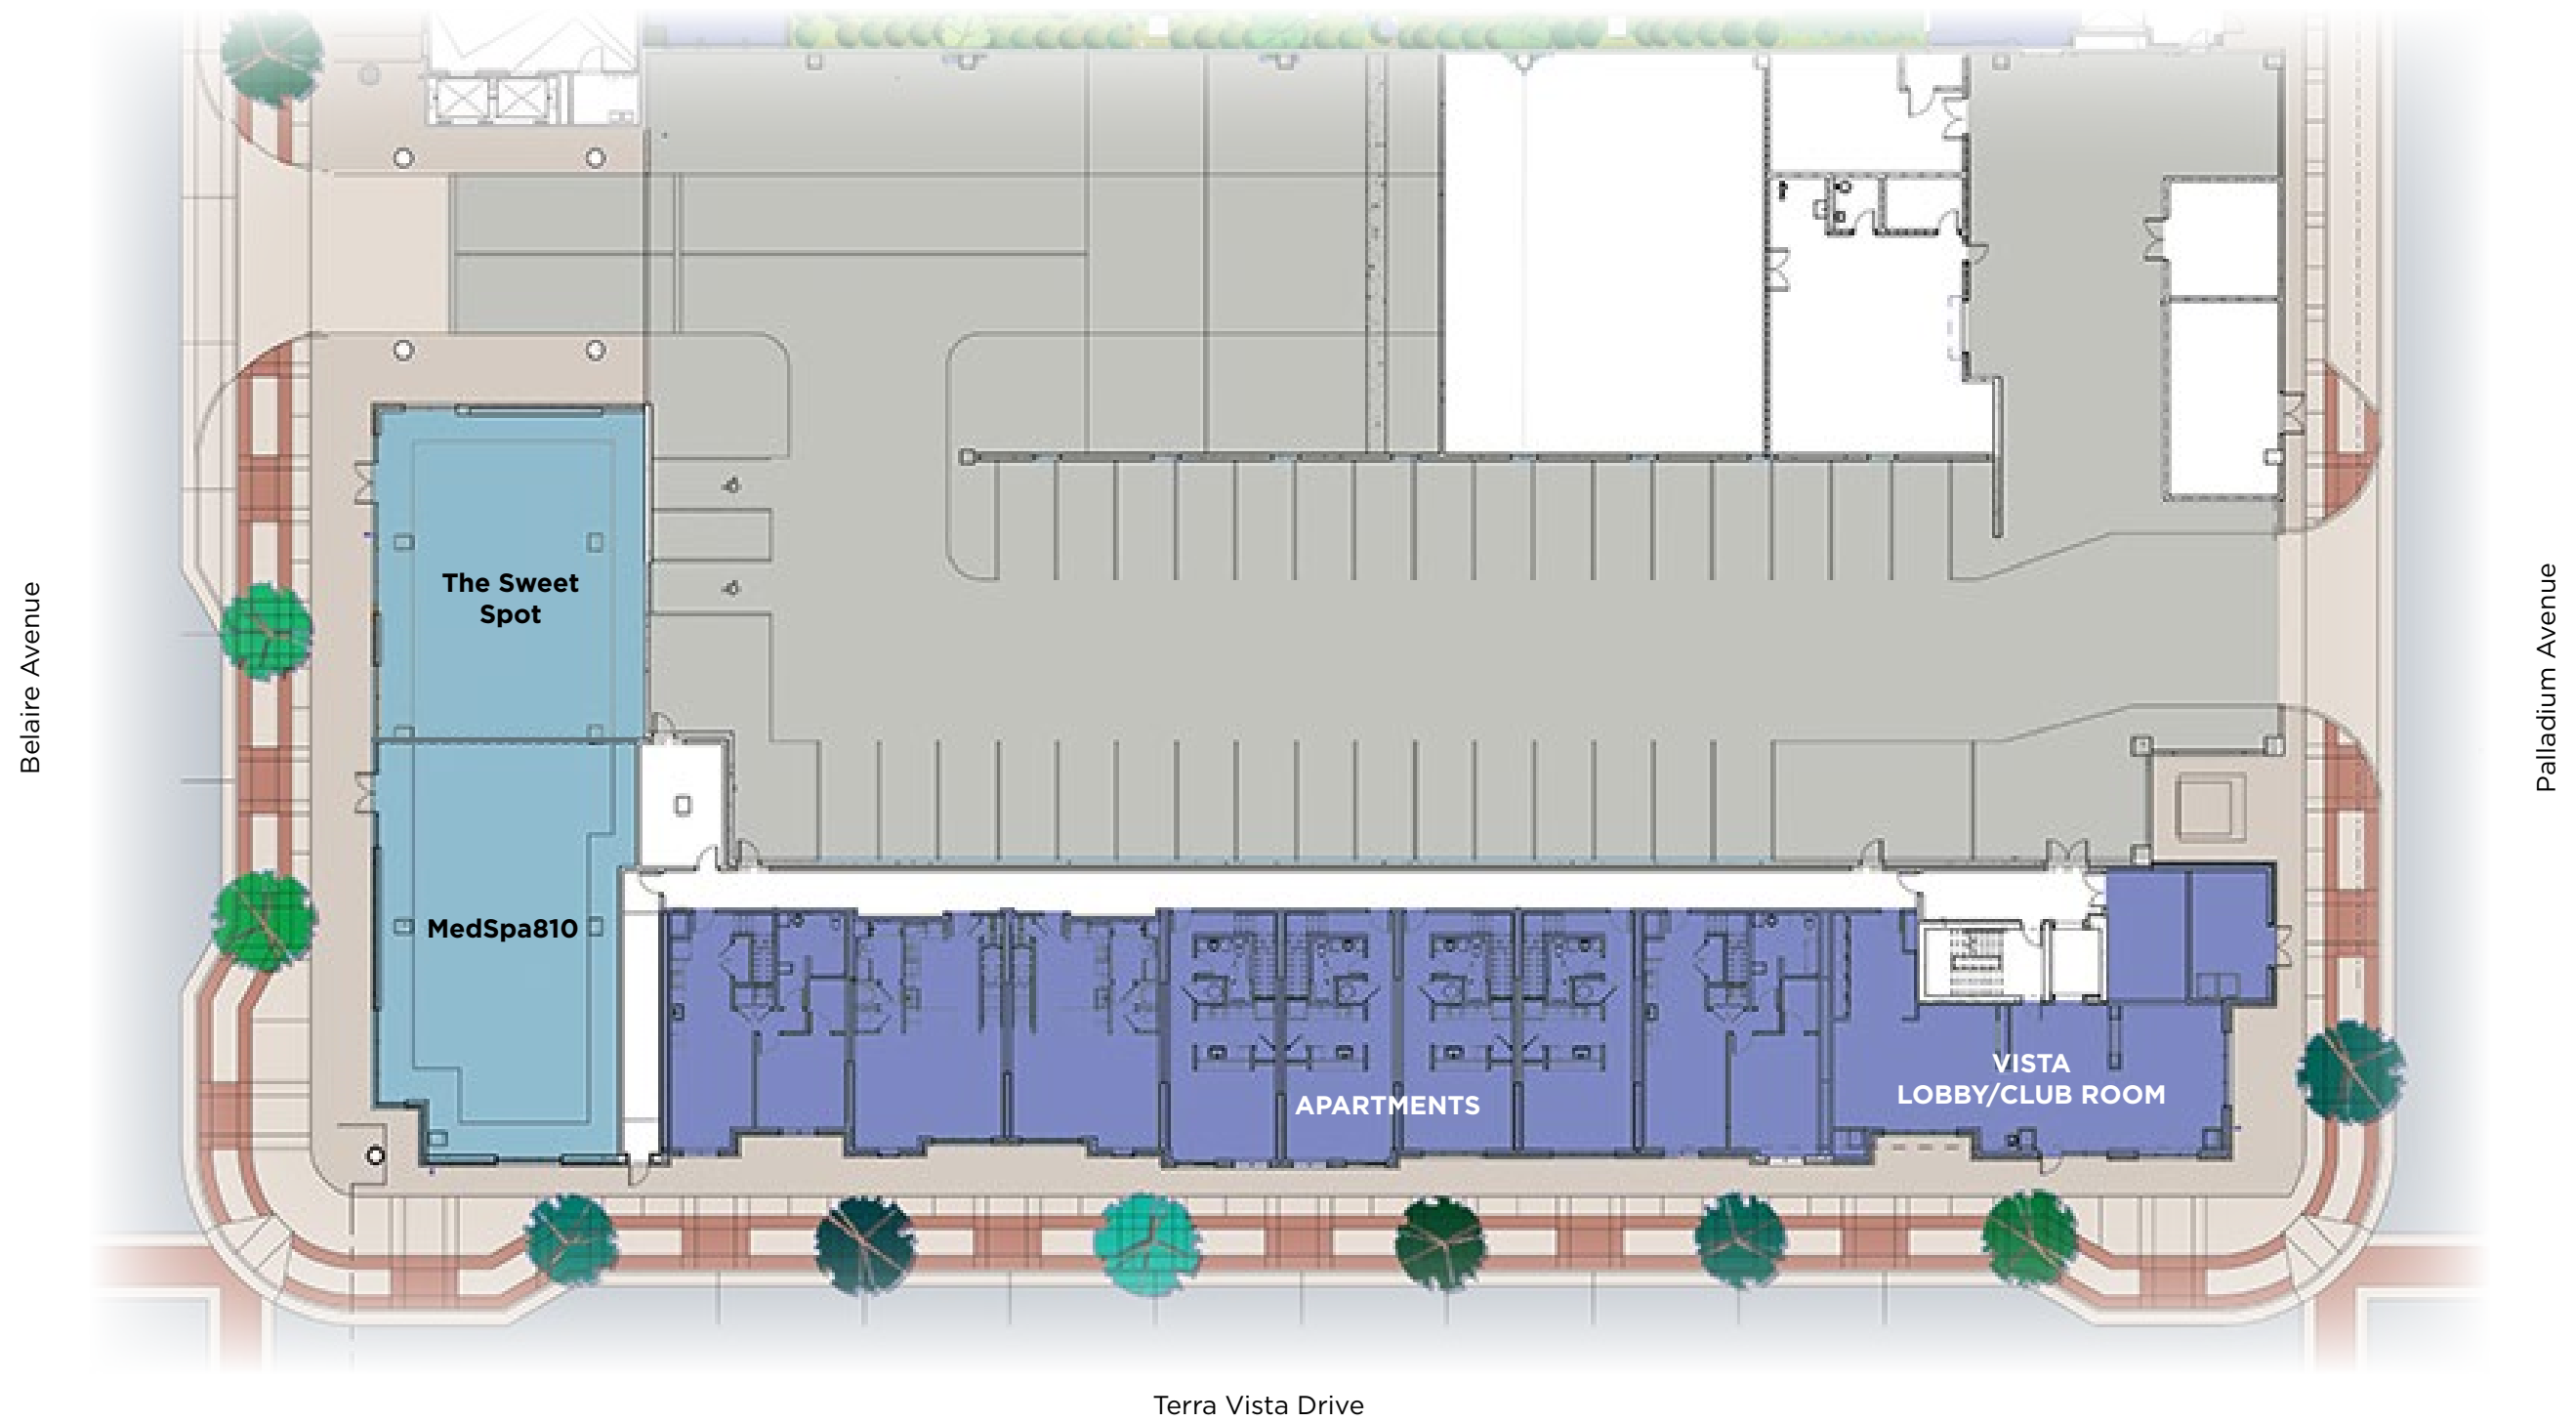 The Sweet
Spot
Belaire Avenue
Palladium Avenue
MedSpa810
VISTA
LOBBY/CLUB ROOM
APARTMENTS
Terra Vista Drive